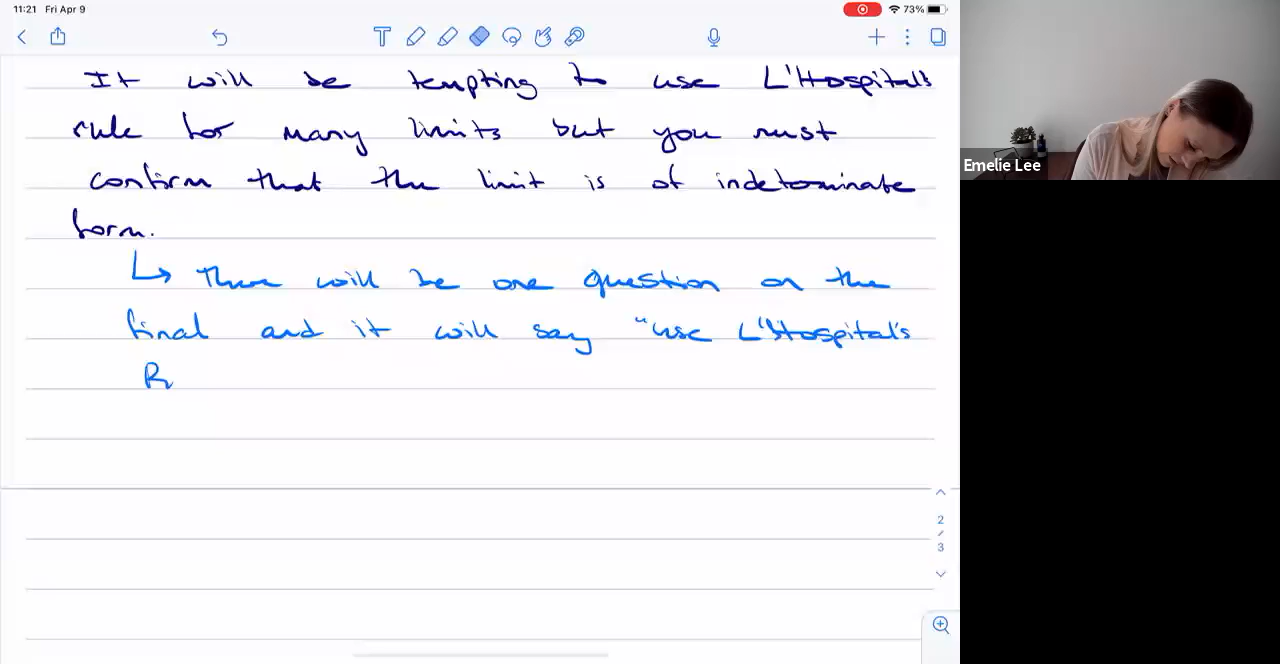 11:21 Fri Apr 9
73%
It will be tempting to use L'Hospital's
rule for many limits but you must
confirm that the limit is of indeterminate
form.
↳ There will be one question on the
final and it will say "use L'Hospital's
Ru
2
3
Emelie Lee